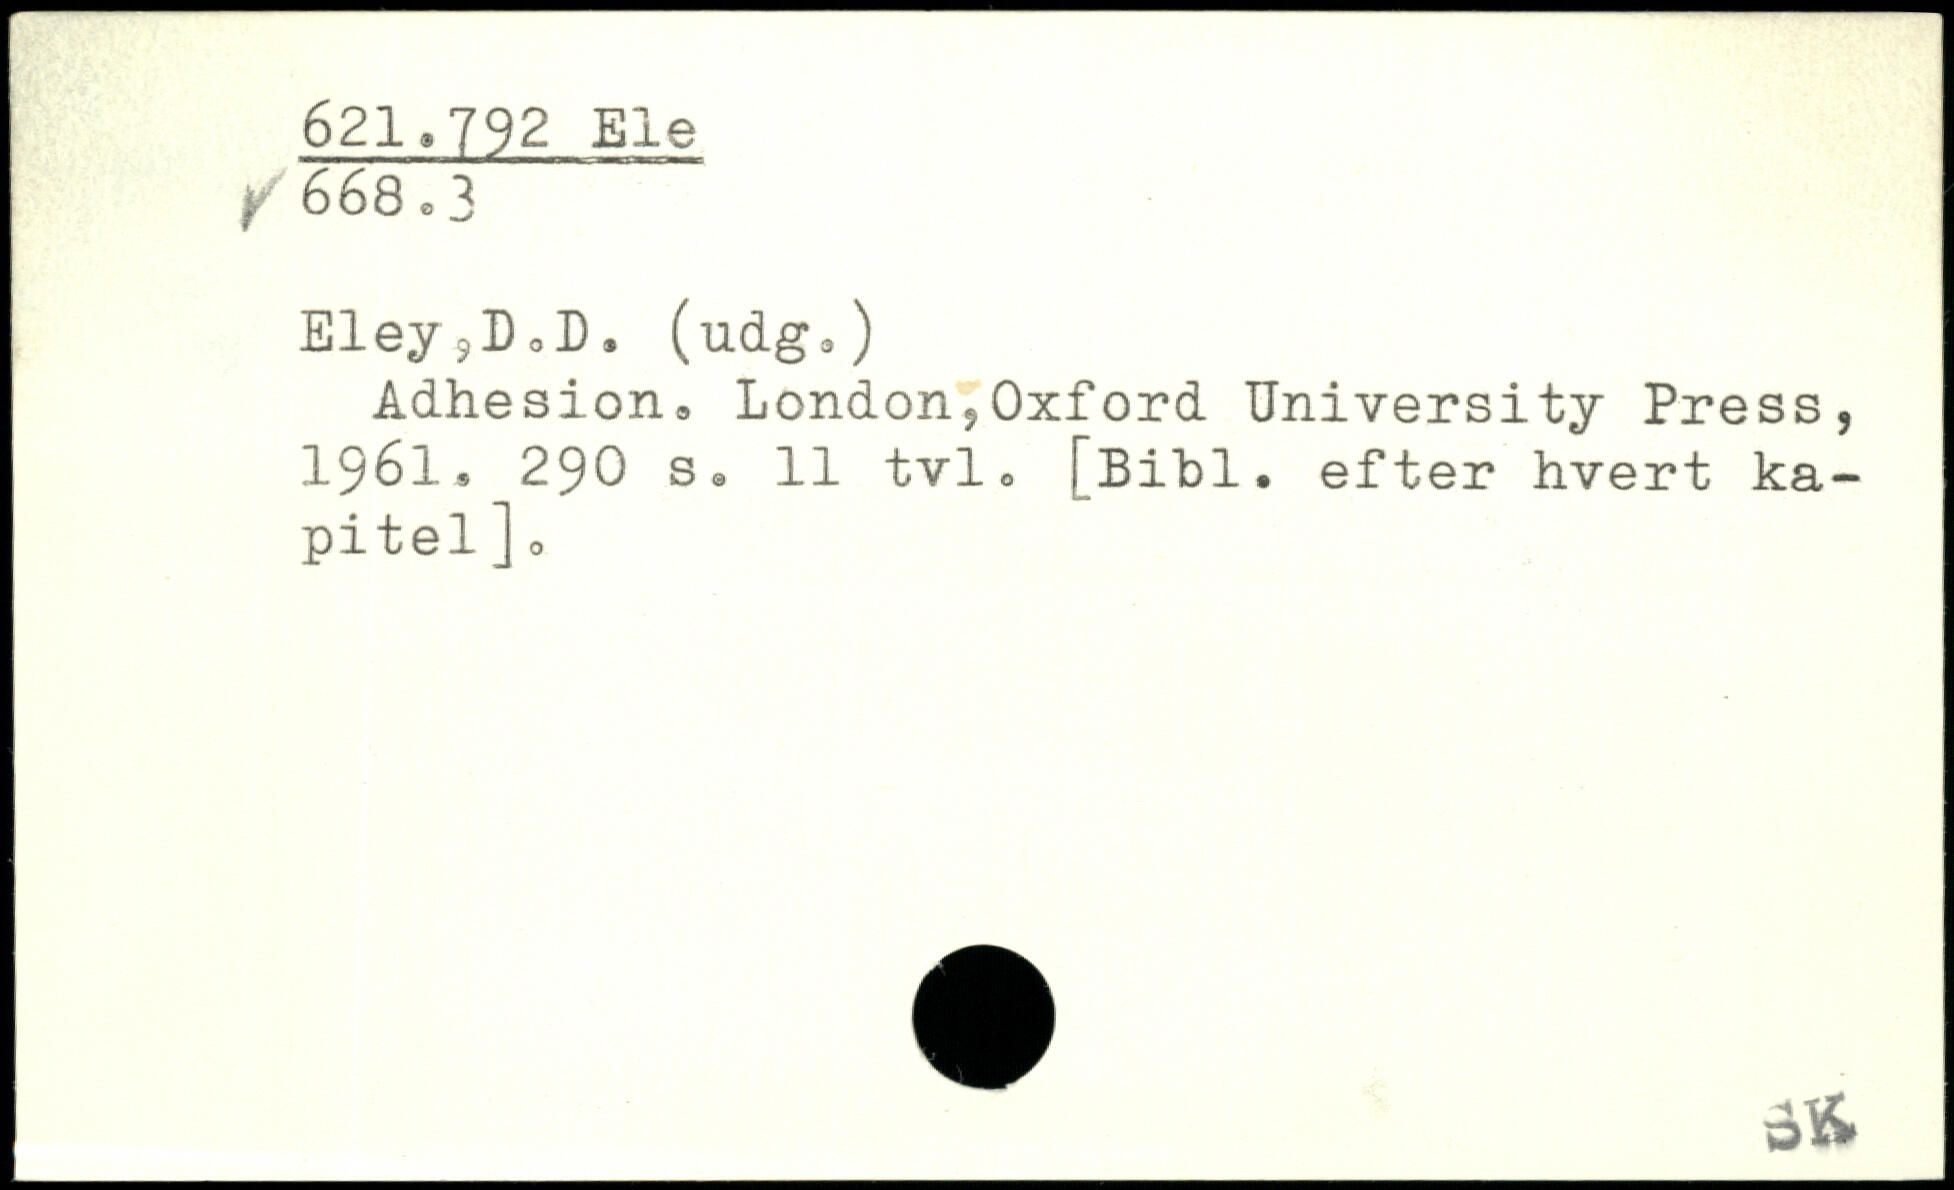 621.792 Ele
668.3
Eley,D.D. (udg.)
Adhesion. London,Oxford University Press,
1961. 290 s. 11 tvl. [Bibl. efter hvert ka-
pitel].
SK